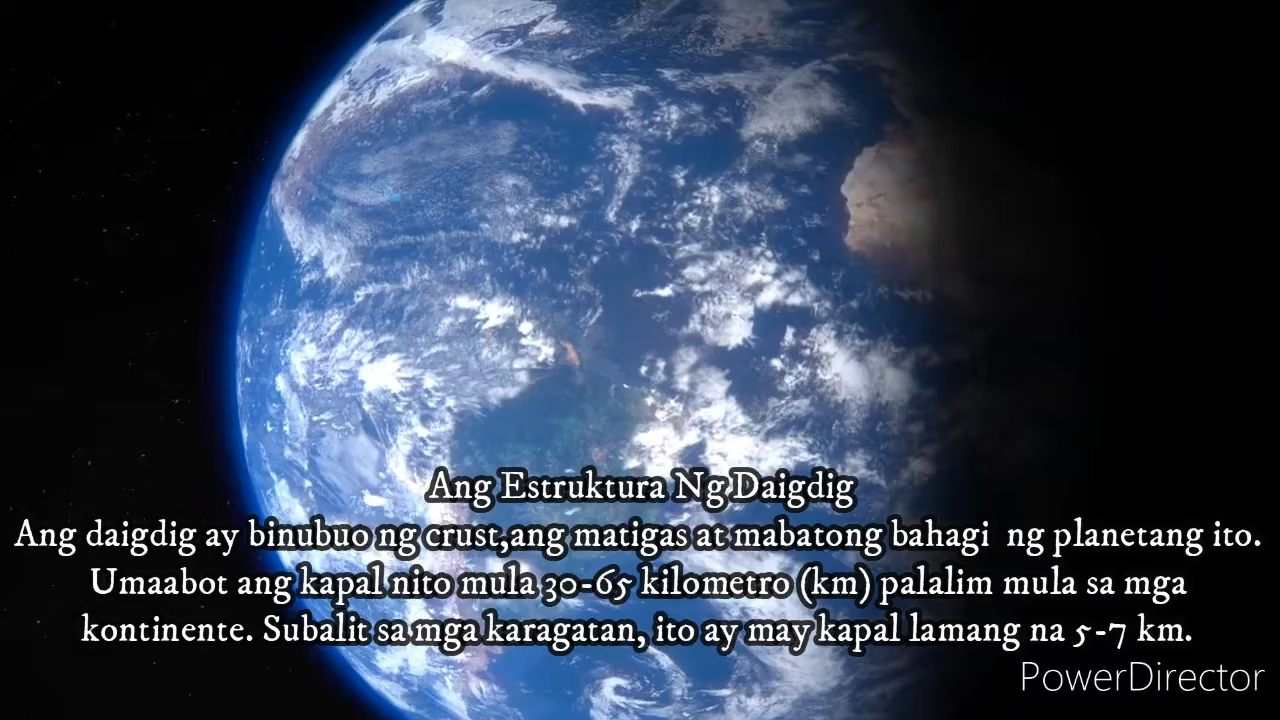 Ang Estruktura Ng Daigdig
Ang daigdig ay binubuo ng crust,ang matigas at mabatong bahagi  ng planetang ito.
Umaabot ang kapal nito mula 30-65 kilometro (km) palalim mula sa mga
kontinente. Subalit sa mga karagatan, ito ay may kapal lamang na 5-7 km.
PowerDirector